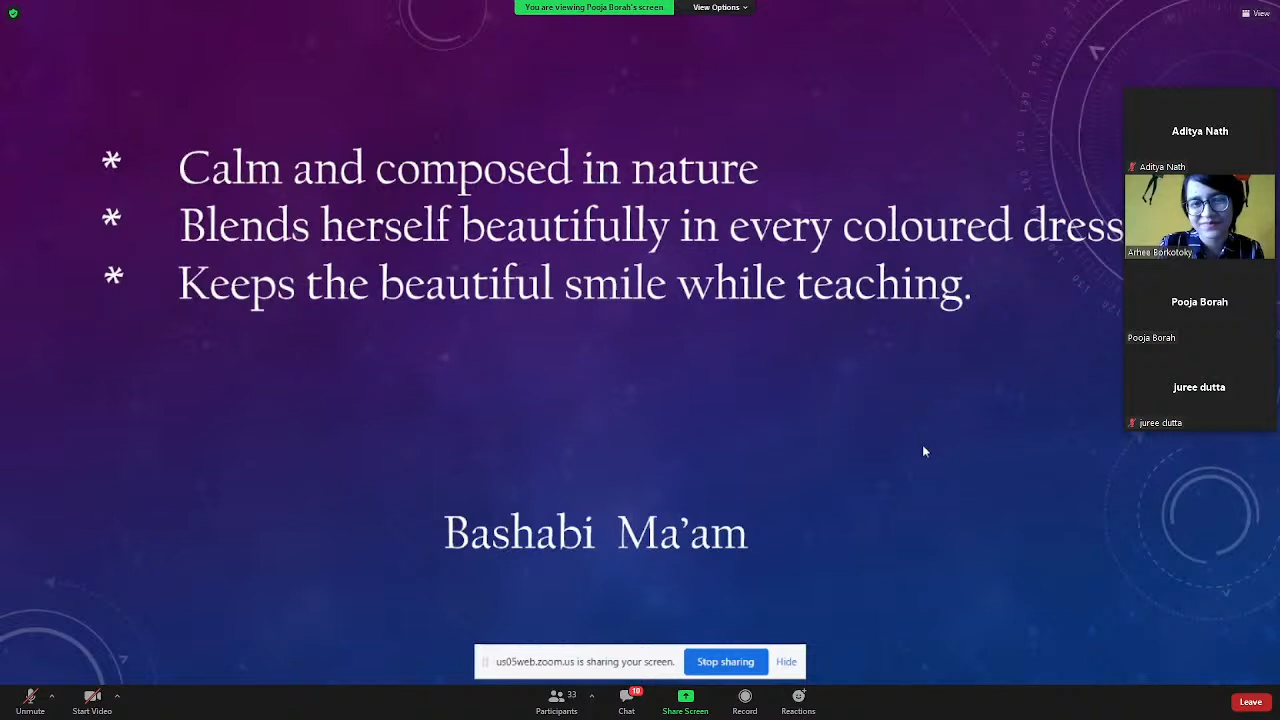 You are viewing Pooja Borah's screen
View Options
View
* Calm and composed in nature
* Blends herself beautifully in every coloured dress
* Keeps the beautiful smile while teaching.
Bashabi Ma'am
Aditya Nath
Aditya Nath
Arhee Borkotoky
Pooja Borah
Pooja Borah
juree dutta
juree dutta
us05web.zoom.us is sharing your screen.
Stop sharing
Hide
Unmute
Start Video
Participants
33
Chat
10
Share Screen
Record
Reactions
Leave